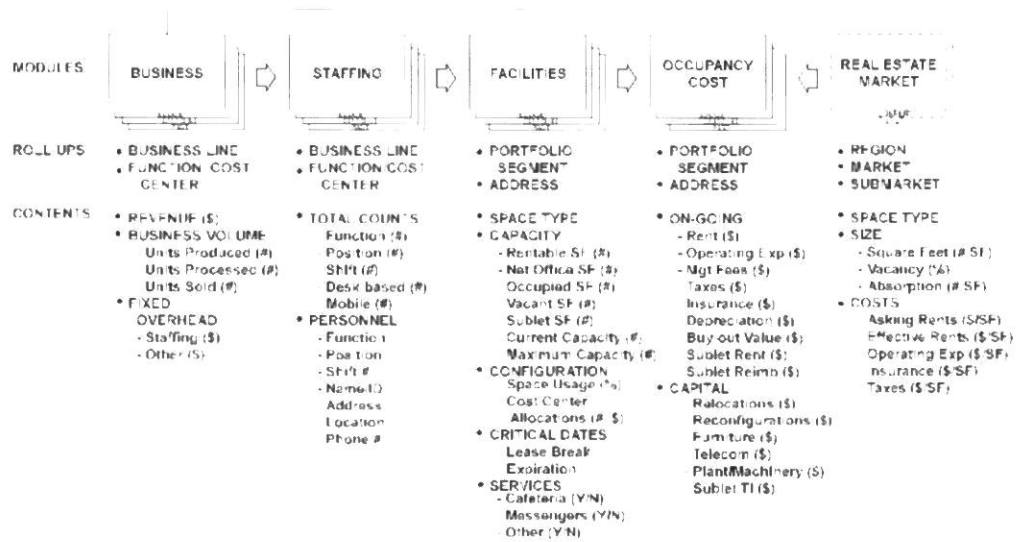 MODULES
BUSINESS
STAFFING
FACILITIES
OCCUPANCY
COST
REAL ESTATE
MARKET
ROLL UPS
• BUSINESS LINE
• FUNCTION/COST
CENTER
• BUSINESS LINE
• FUNCTION/COST
CENTER
• PORTFOLIO
SEGMENT
• ADDRESS
• PORTFOLIO
SEGMENT
• ADDRESS
• REGION
• MARKET
• SUBMARKET
CONTENTS
• REVENUE ($)
• BUSINESS VOLUME
Units Produced (#)
Units Processed (#)
Units Sold (#)
• FIXED
OVERHEAD
- Staffing ($)
- Other ($)
• TOTAL COUNTS
Function (#)
- Position (#)
Shift (#)
- Desk based (#)
Mobile (#)
• PERSONNEL
- Function
- Position
- Shift #
- Name/ID
Address
Location
Phone #
• SPACE TYPE
• CAPACITY
- Rentable SF (#)
- Net Office SF (#)
Occupied SF (#)
Vacant SF (#)
Sublet SF (#)
Current Capacity (#)
Maximum Capacity (#)
• CONFIGURATION
Space Usage (%)
Cost Center
Allocations (# $)
• CRITICAL DATES
Lease Break
Expiration
• SERVICES
- Cafeteria (Y/N)
Messengers (Y/N)
- Other (Y/N)
• ON-GOING
- Rent ($)
- Operating Exp ($)
- Mgt Fees ($)
Taxes ($)
Insurance ($)
Depreciation ($)
Buy-out Value ($)
Sublet Rent ($)
Sublet Reimb ($)
• CAPITAL
Relocations ($)
Reconfigurations ($)
Furniture ($)
Telecom ($)
- Plant/Machinery ($)
Sublet TI ($)
• SPACE TYPE
• SIZE
- Square Feet (# SF)
- Vacancy (%)
- Absorption (# SF)
• COSTS
Asking Rents ($/SF)
Effective Rents ($/SF)
Operating Exp ($/SF)
Insurance ($/SF)
Taxes ($/SF)